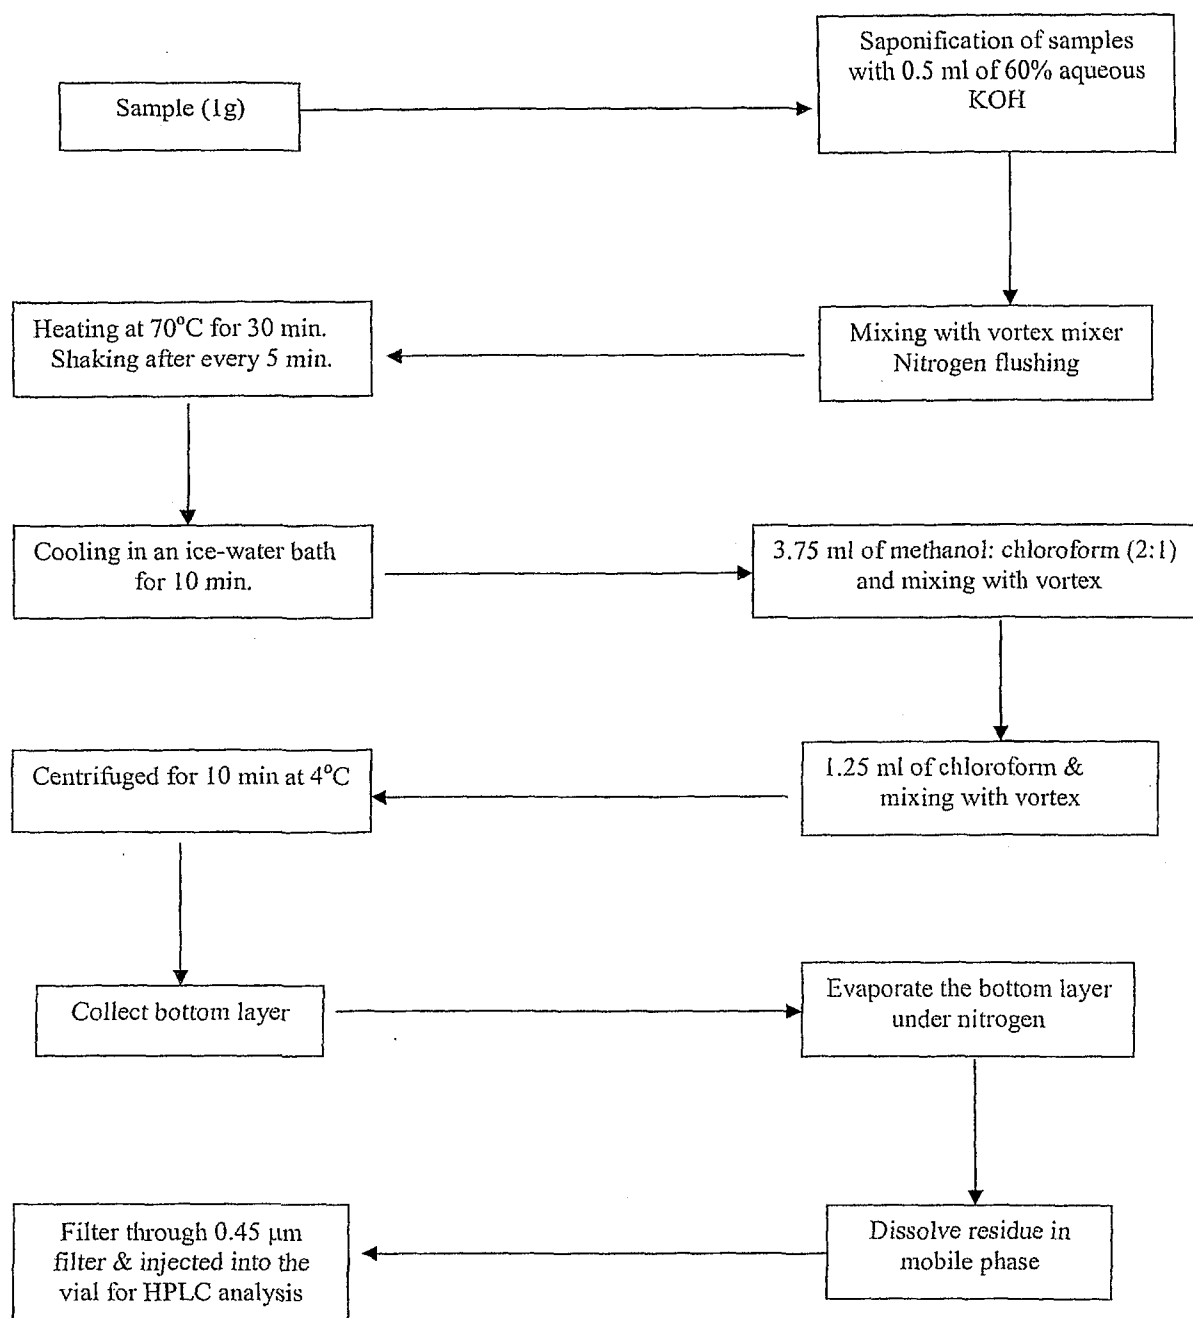 Sample (1g)
Saponification of samples
with 0.5 ml of 60% aqueous
KOH
Mixing with vortex mixer
Nitrogen flushing
Heating at 70°C for 30 min.
Shaking after every 5 min.
Cooling in an ice-water bath
for 10 min.
3.75 ml of methanol: chloroform (2:1)
and mixing with vortex
1.25 ml of chloroform &
mixing with vortex
Centrifuged for 10 min at 4°C
Collect bottom layer
Evaporate the bottom layer
under nitrogen
Dissolve residue in
mobile phase
Filter through 0.45 μm
filter & injected into the
vial for HPLC analysis